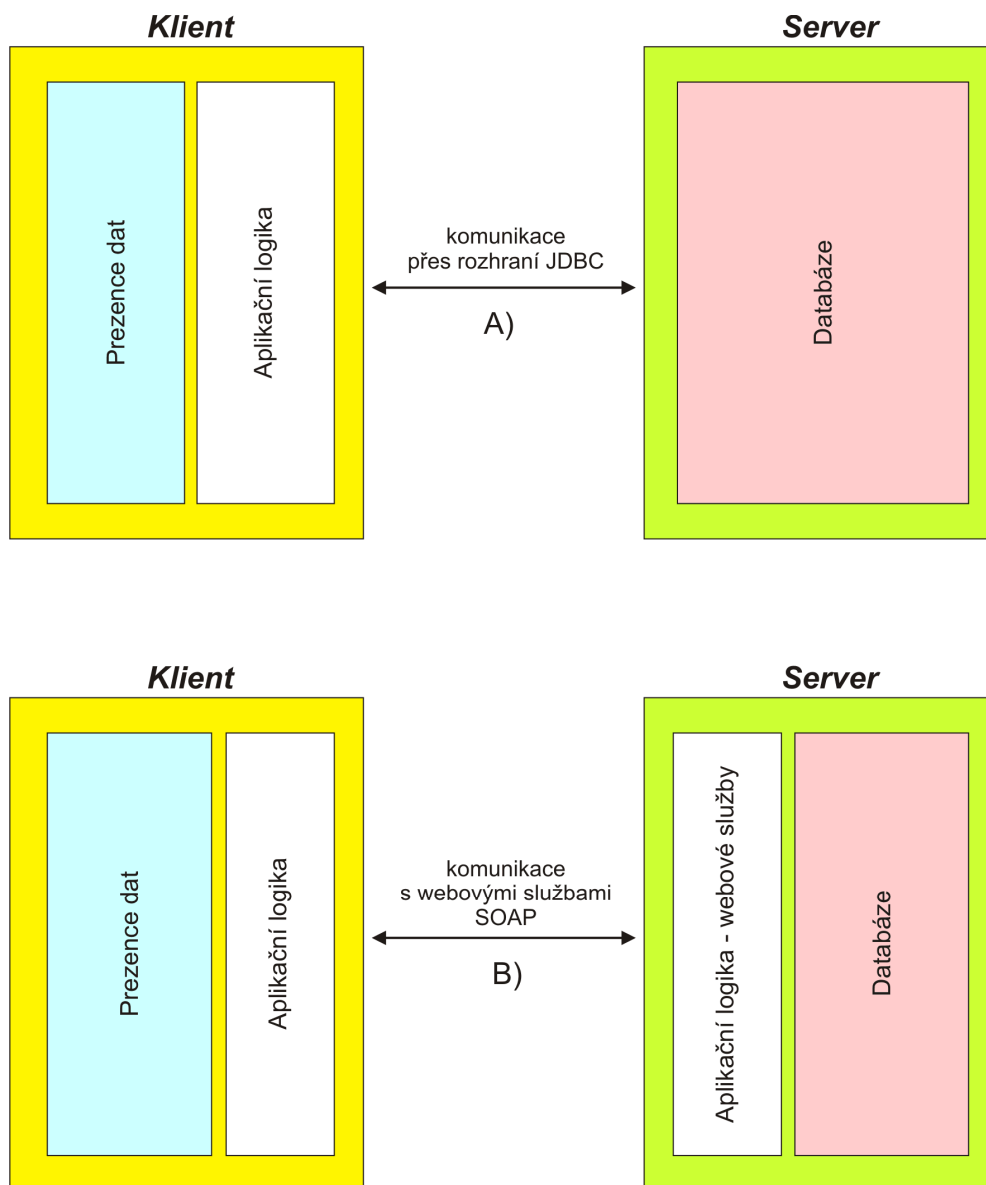 Klient
Server
Prezence dat
Aplikační logika
komunikace
přes rozhraní JDBC
A)
Databáze
Klient
Server
Prezence dat
Aplikační logika
komunikace
s webovými službami
SOAP
B)
Aplikační logika - webové služby
Databáze